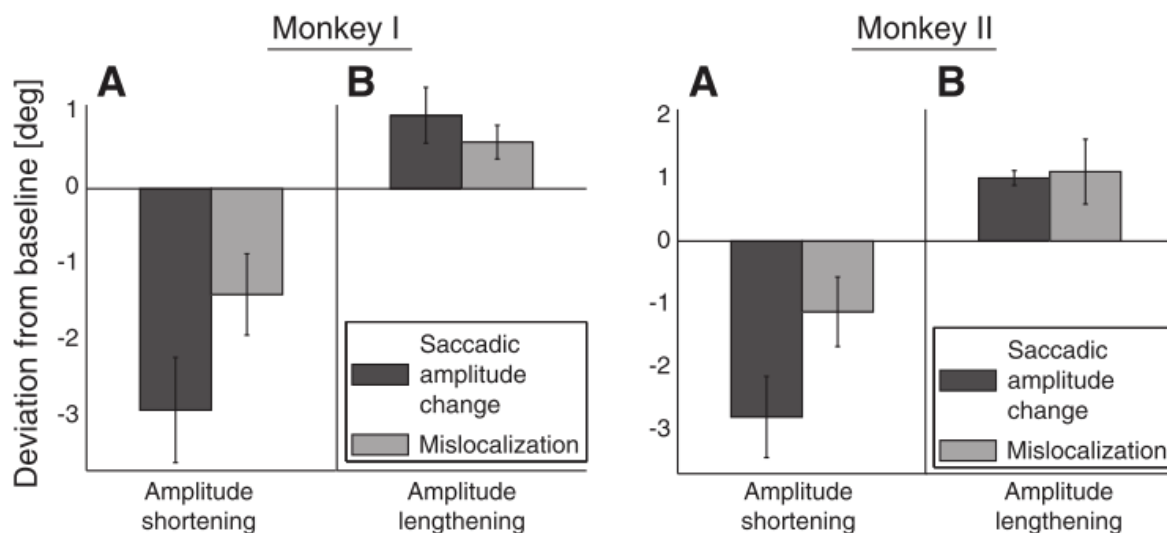 Monkey I
Monkey II
A
B
A
B
Deviation from baseline [deg]
1
0
-1
-2
-3
2
1
0
-1
-2
-3
Saccadic
amplitude
change
Mislocalization
Saccadic
amplitude
change
Mislocalization
Amplitude
shortening
Amplitude
lengthening
Amplitude
shortening
Amplitude
lengthening